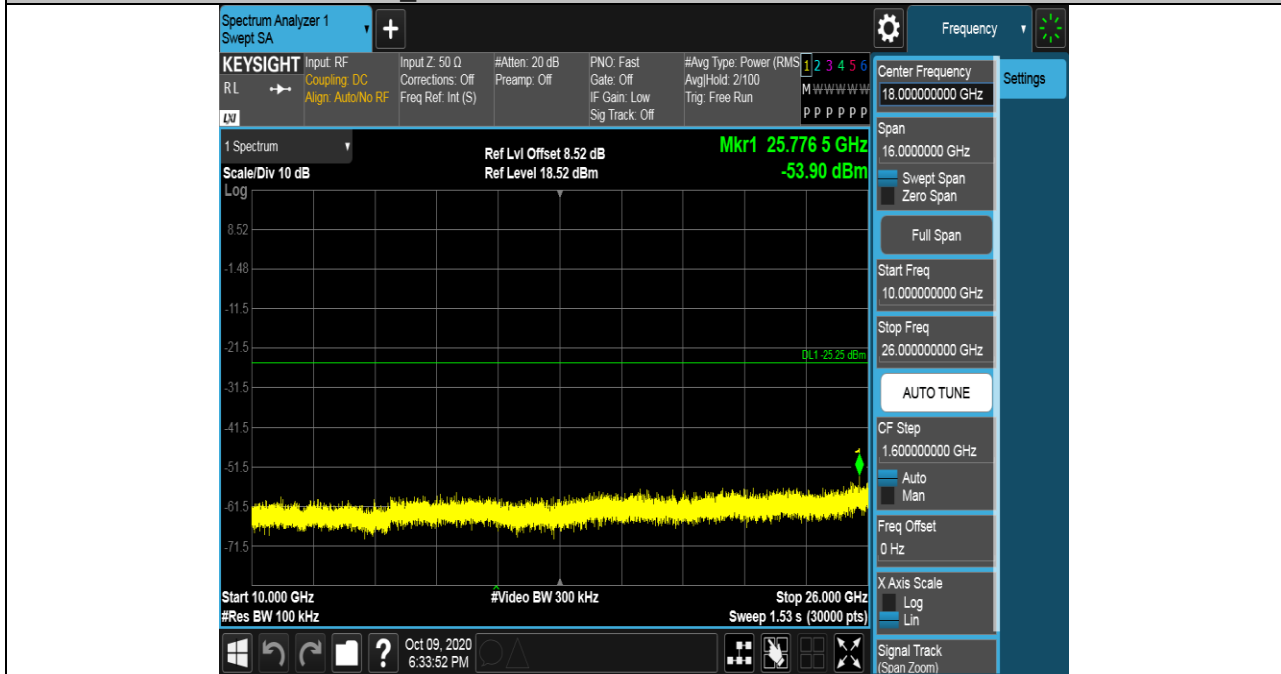 Spectrum Analyzer 1
Swept SA
Frequency
KEYSIGHT
RL
LXI
Input: RF
Coupling: DC
Align: Auto/No RF
Input Z: 50 Ω
Corrections: Off
Freq Ref: Int (S)
#Atten: 20 dB
Preamp: Off
PNO: Fast
Gate: Off
IF Gain: Low
Sig Track: Off
#Avg Type: Power (RMS
Avg|Hold: 2/100
Trig: Free Run
1 2 3 4 5 6
M W W W W W
P P P P P P
1 Spectrum
Scale/Div 10 dB
Ref Lvl Offset 8.52 dB
Ref Level 18.52 dBm
Mkr1 25.776 5 GHz
-53.90 dBm
Log
8.52
-1.48
-11.5
-21.5
DL1 -25.25 dBm
-31.5
-41.5
1
-51.5
-61.5
-71.5
Start 10.000 GHz
#Video BW 300 kHz
Stop 26.000 GHz
#Res BW 100 kHz
Sweep 1.53 s (30000 pts)
Oct 09, 2020
6:33:52 PM
Center Frequency
18.000000000 GHz
Settings
Span
16.0000000 GHz
Swept Span
Zero Span
Full Span
Start Freq
10.000000000 GHz
Stop Freq
26.000000000 GHz
AUTO TUNE
CF Step
1.600000000 GHz
Auto
Man
Freq Offset
0 Hz
X Axis Scale
Log
Lin
Signal Track
(Span Zoom)